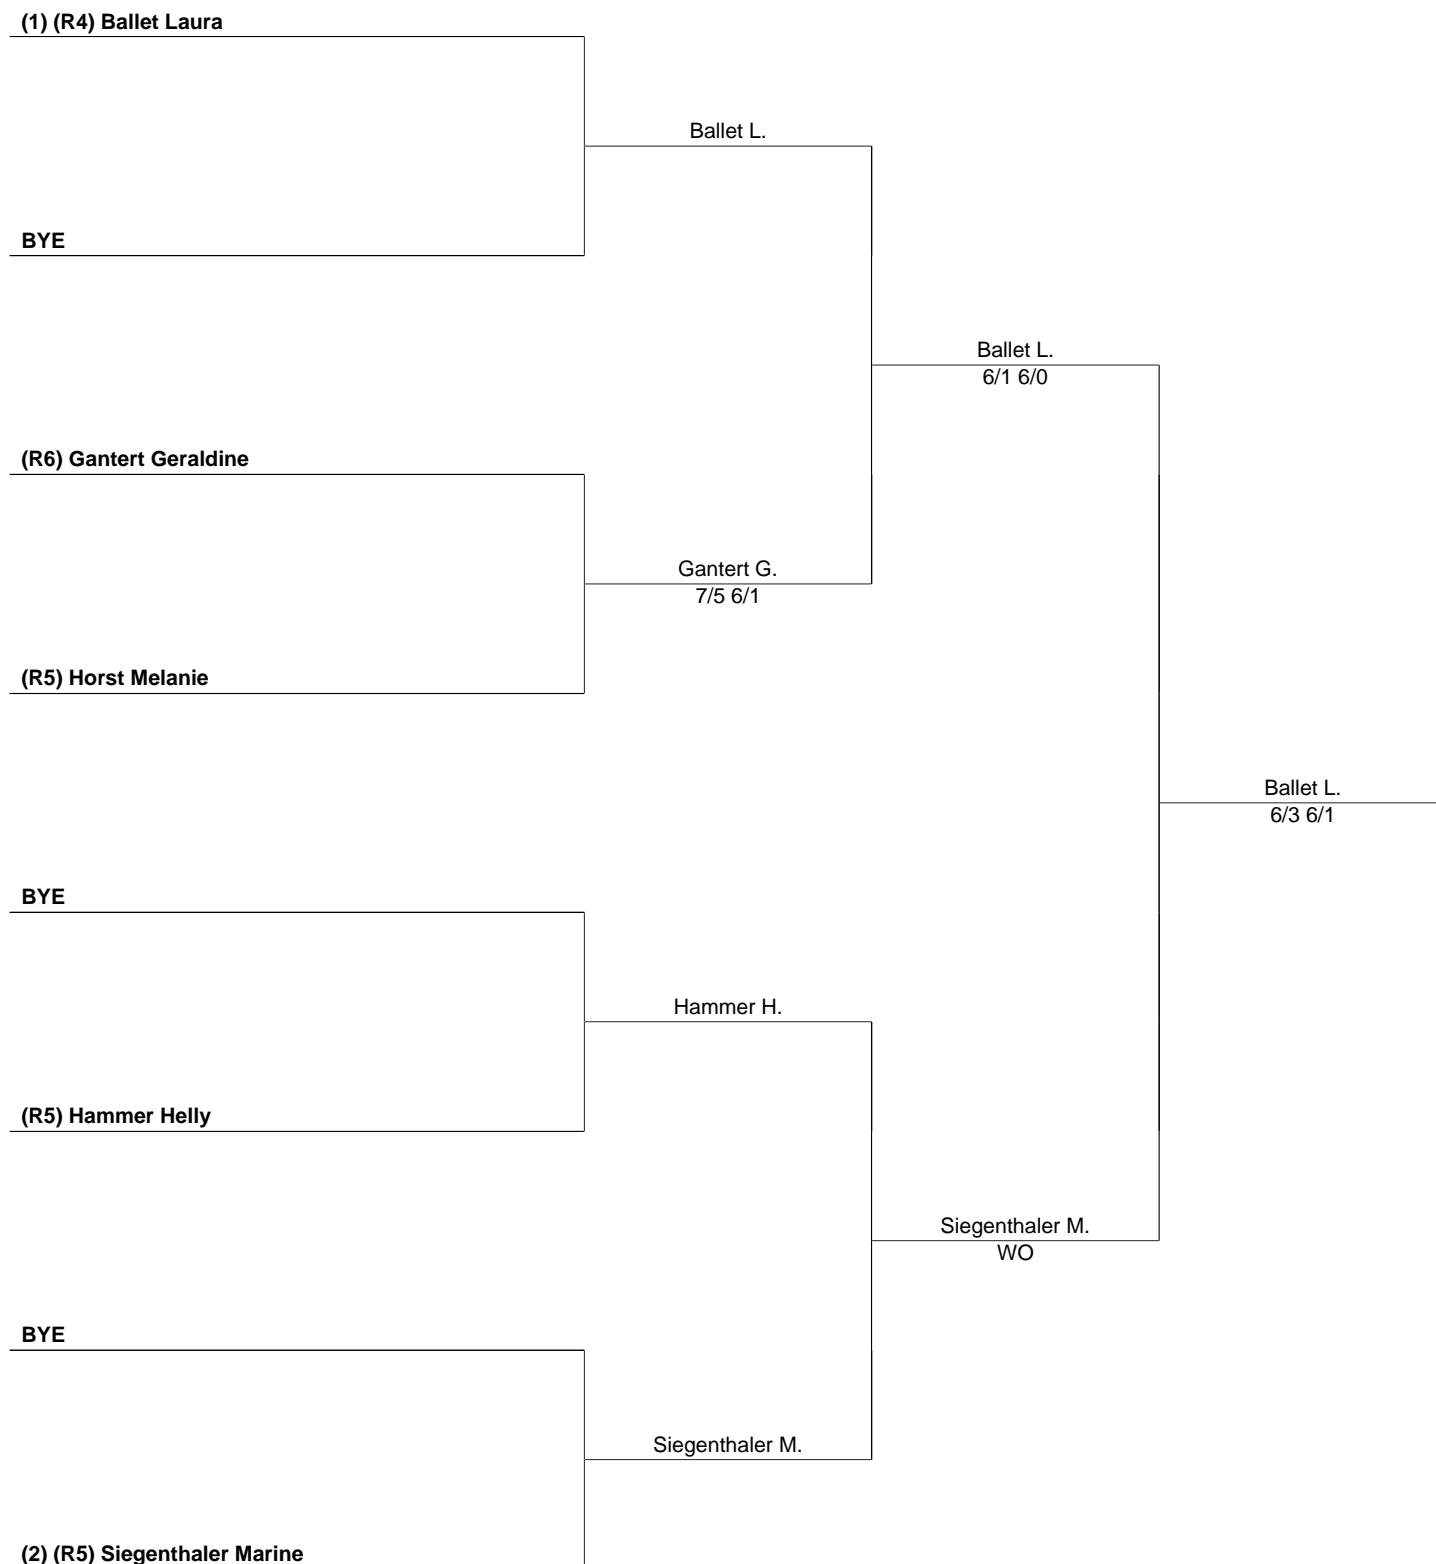 (1) (R4) Ballet Laura
Ballet L.
BYE
Ballet L.
6/1 6/0
(R6) Gantert Geraldine
Gantert G.
7/5 6/1
(R5) Horst Melanie
Ballet L.
6/3 6/1
BYE
Hammer H.
(R5) Hammer Helly
Siegenthaler M.
WO
BYE
Siegenthaler M.
(2) (R5) Siegenthaler Marine